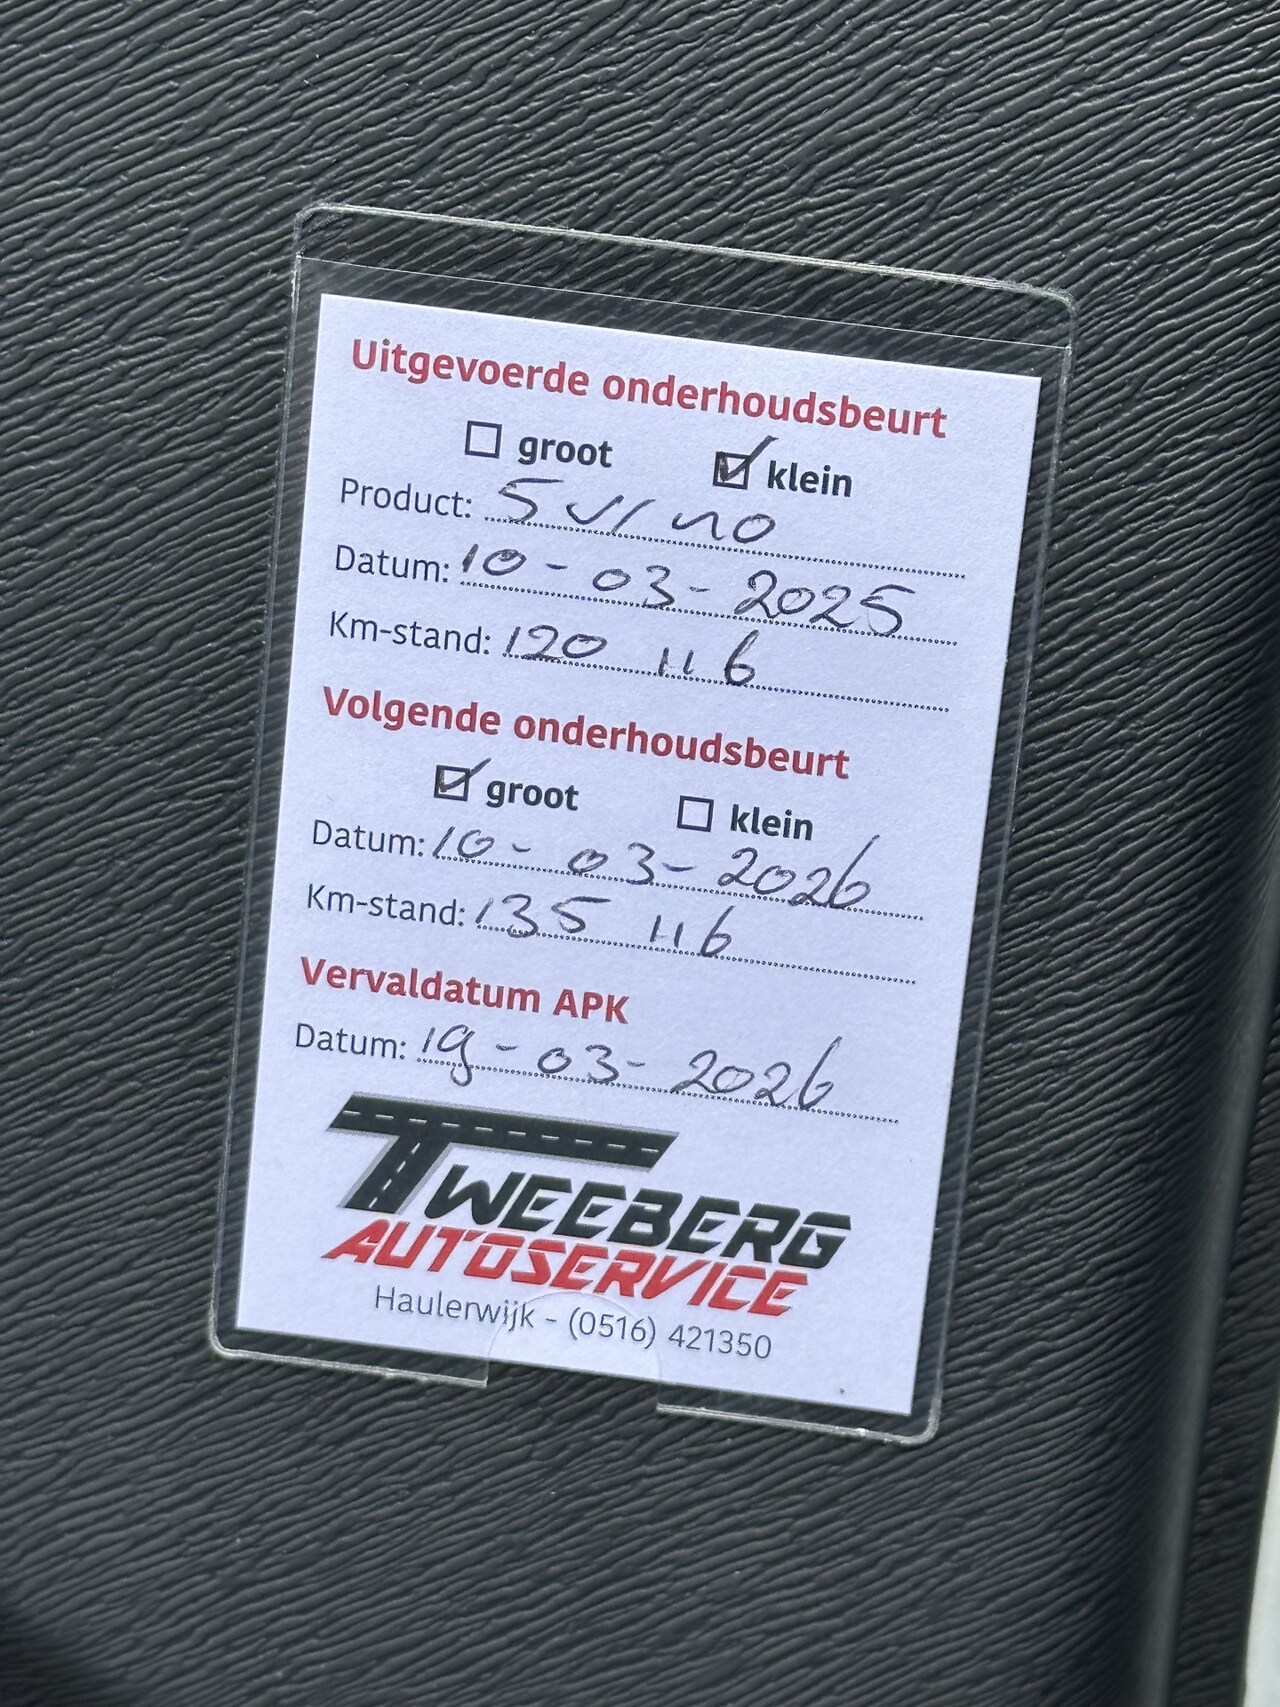 Uitgevoerde onderhoudsbeurt
groot klein
Product:
Datum: 10-03-2025
Km-stand: 120 116
Volgende onderhoudsbeurt
groot klein
Datum: 10-03-2026
Km-stand: 135 116
Vervaldatum APK
Datum: 19-03-2026
TWEEBERG
AUTOSERVICE
Haulerwijk - (0516) 421350